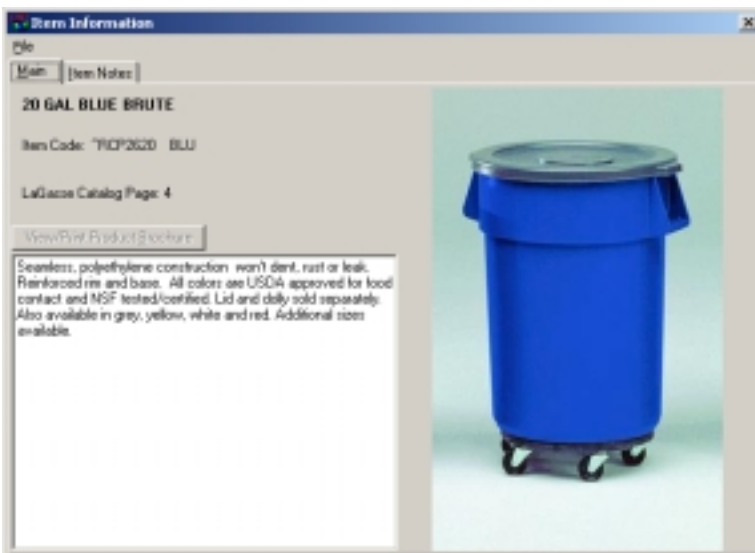 Item Information
File
Main Item Notes
20 GAL BLUE BRUTE
Item Code: ^RCP2620 BLU
LaGasse Catalog Page: 4
View/Print Product Brochure
Seamless, polyethylene construction won't dent, rust or leak.
Reinforced rim and base. All colors are USDA approved for food
contact and NSF tested/certified. Lid and dolly sold separately.
Also available in grey, yellow, white and red. Additional sizes
available.